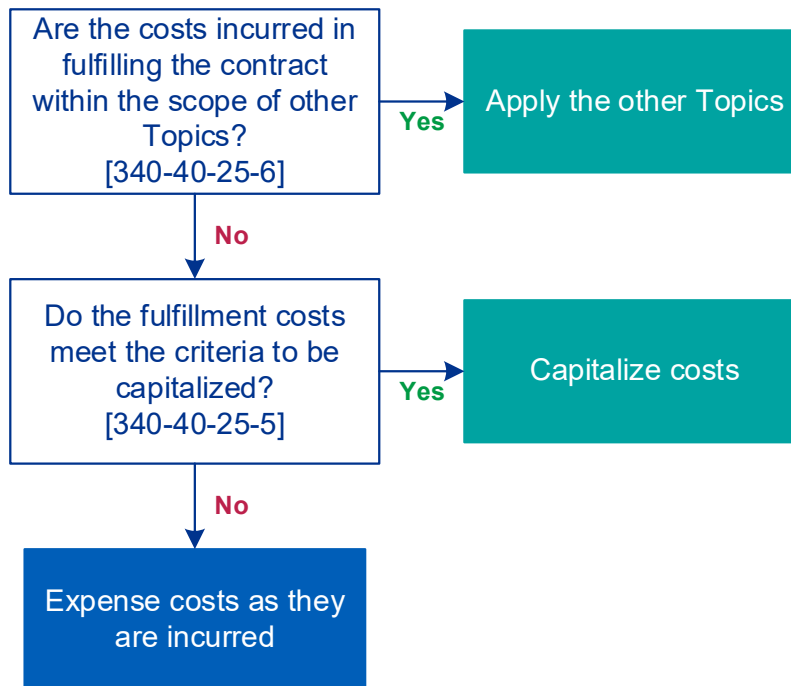 Are the costs incurred in
fulfilling the contract
within the scope of other
Topics?
[340-40-25-6]
Yes
Apply the other Topics
No
Do the fulfillment costs
meet the criteria to be
capitalized?
[340-40-25-5]
Yes
Capitalize costs
No
Expense costs as they
are incurred